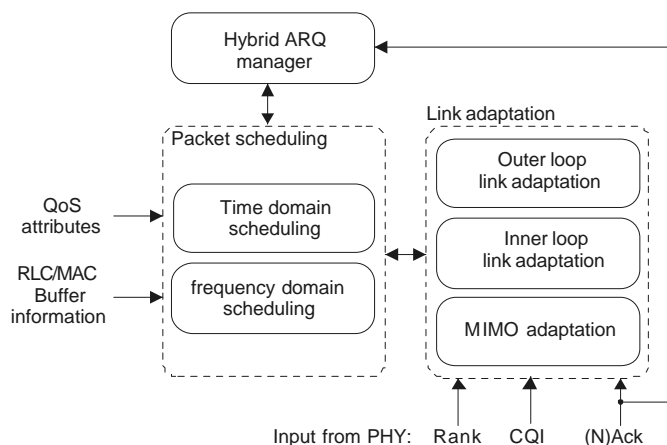 Hybrid ARQ
manager
Packet scheduling
Link adaptation
Outer loop
link adaptation
QoS
attributes
Time domain
scheduling
Inner loop
link adaptation
RLC/MAC
Buffer
information
frequency domain
scheduling
MIMO adaptation
Input from PHY: Rank CQI (N)Ack